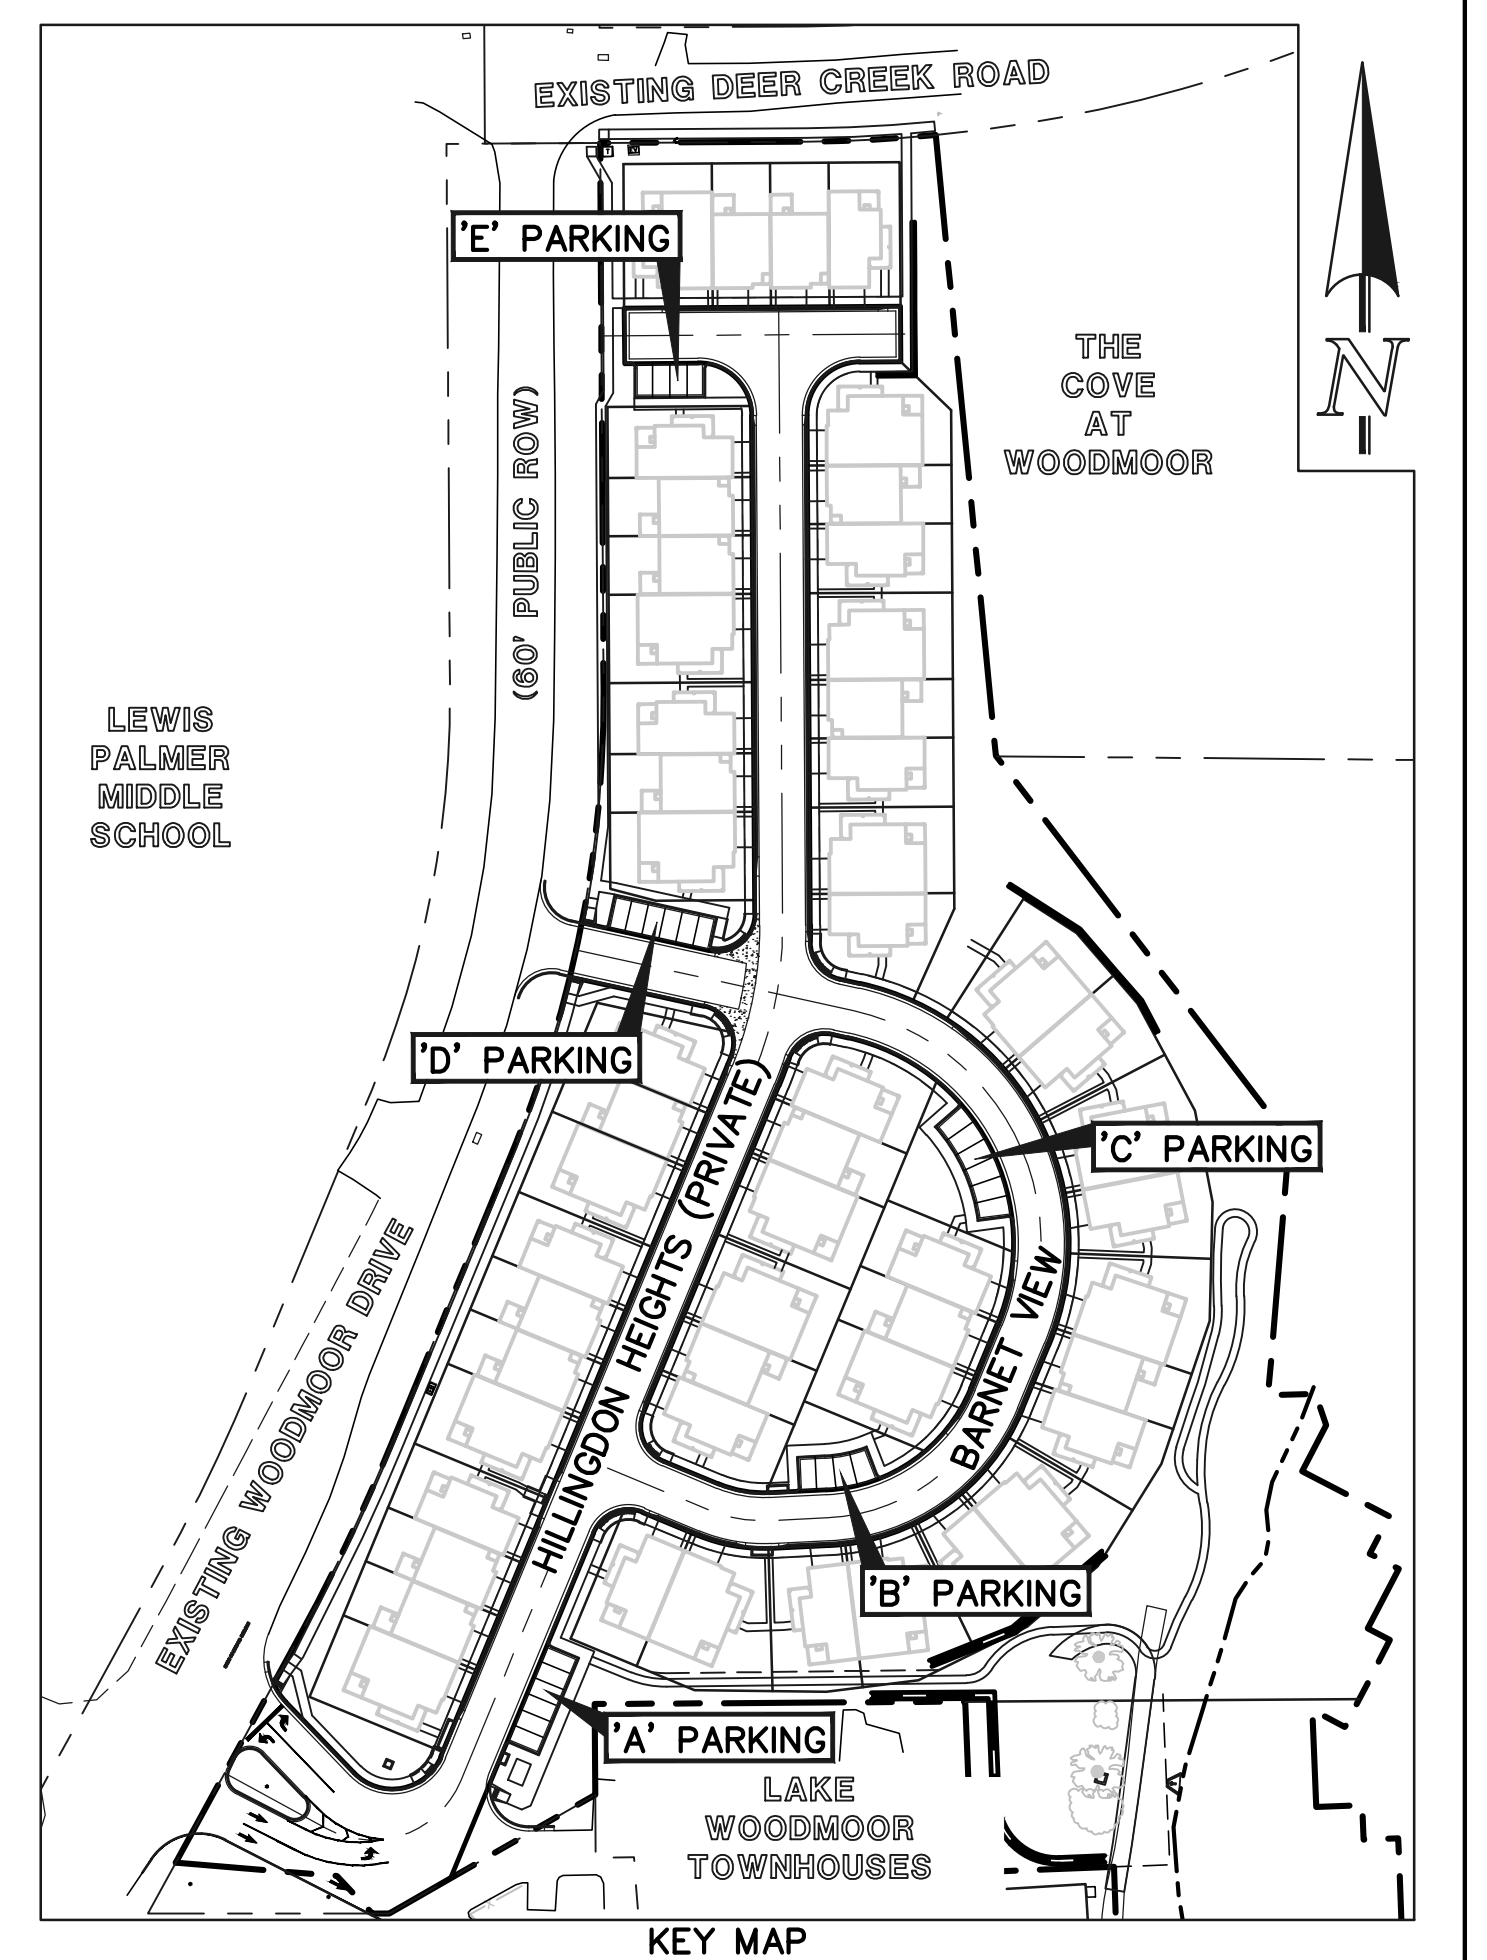 EXISTING DEER CREEK ROAD
'E' PARKING
THE
COVE
AT
WOODMOOR
N
(60' PUBLIC ROW)
LEWIS
PALMER
MIDDLE
SCHOOL
'D' PARKING
'C' PARKING
HILLINGDON HEIGHTS (PRIVATE)
BARNET VIEW
EXISTING WOODMOOR DRIVE
'B' PARKING
'A' PARKING
LAKE
WOODMOOR
TOWNHOUSES
KEY MAP